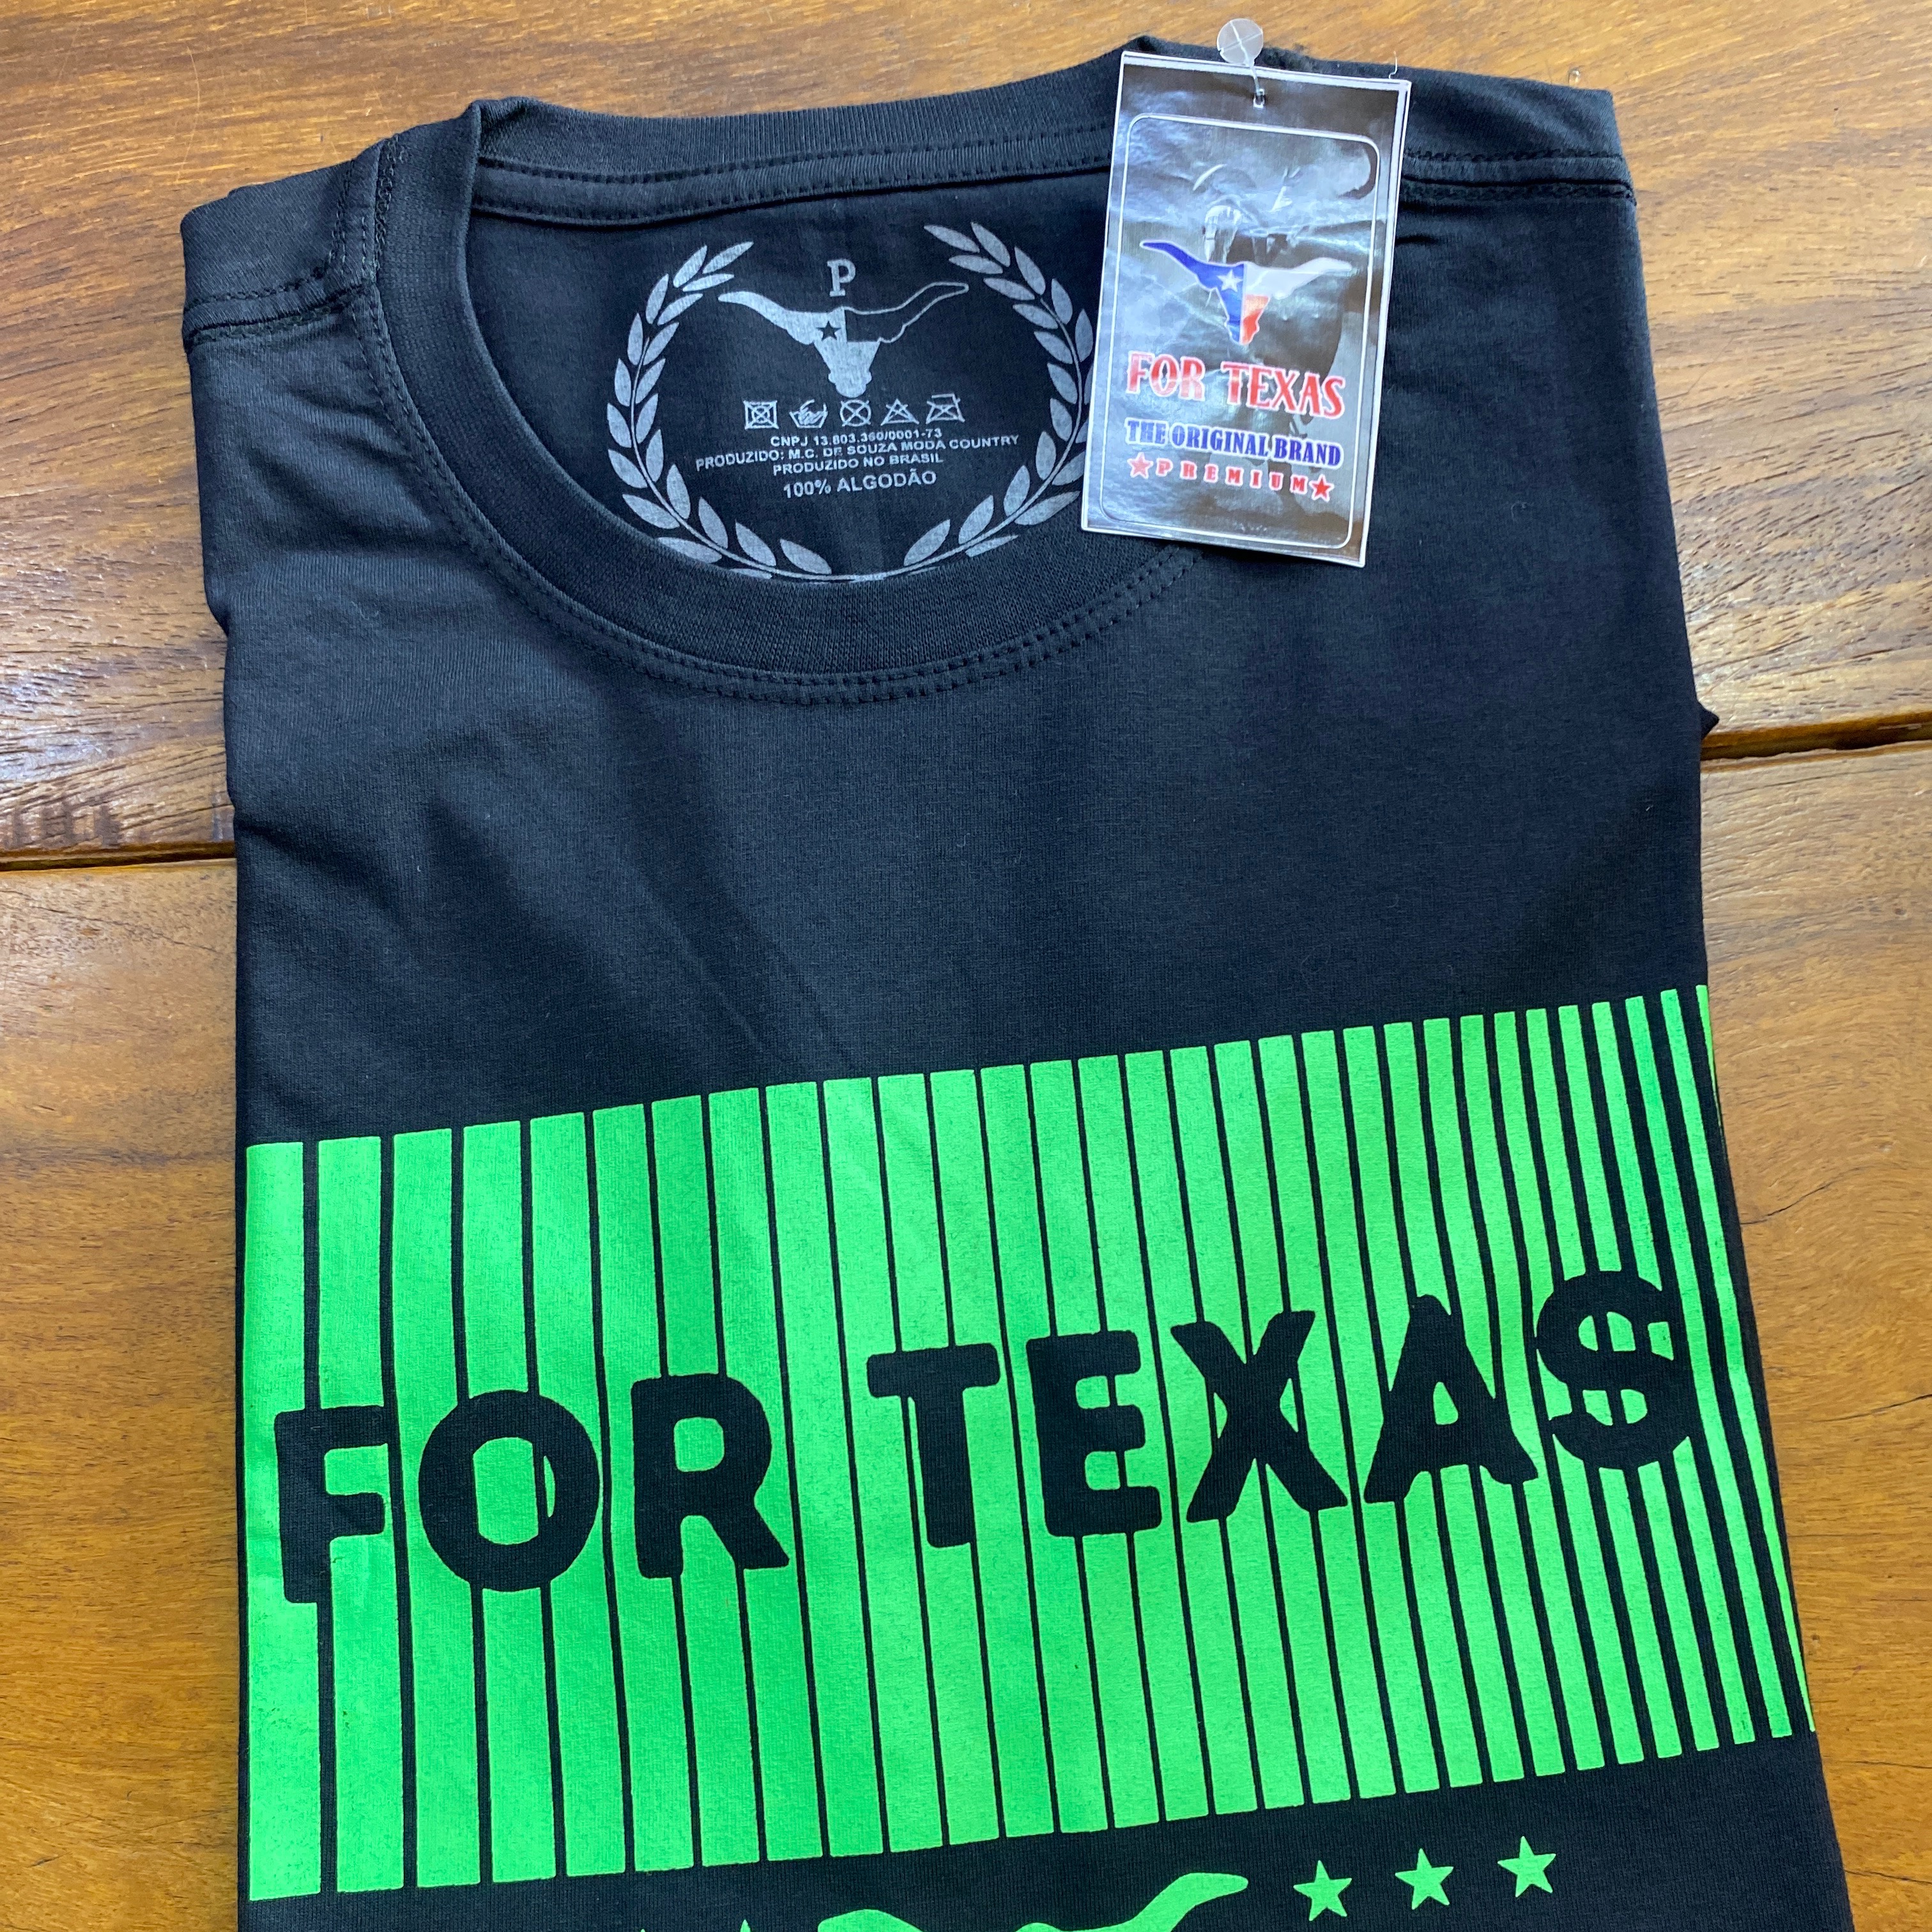 P
CNPJ 13.803.360/0001-73
PRODUZIDO: M.C. DE SOUZA MODA COUNTRY
PRODUZIDO NO BRASIL
100% ALGODÃO
FOR TEXAS
THE ORIGINAL BRAND
PREMIUM
FOR TEXAS